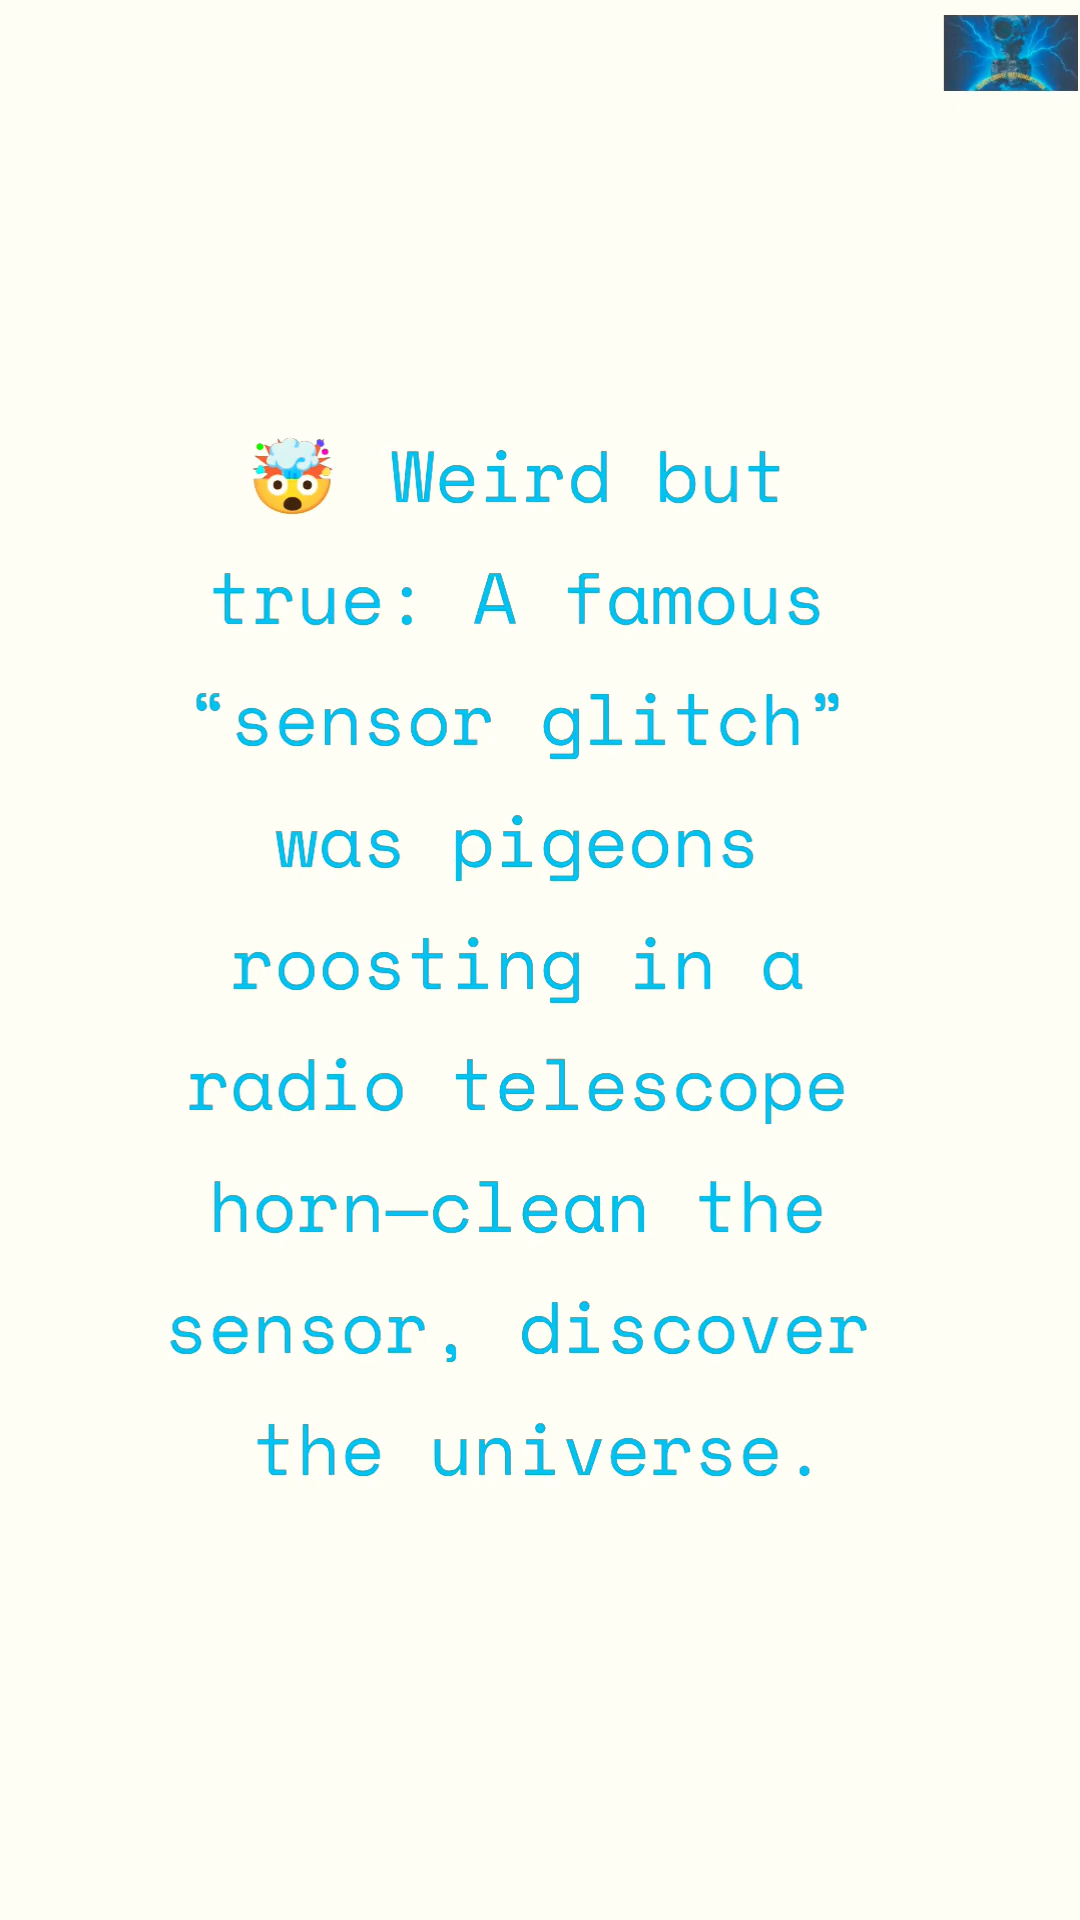 🤯 Weird but
true: A famous
“sensor glitch”
was pigeons
roosting in a
radio telescope
horn—clean the
sensor, discover
the universe.